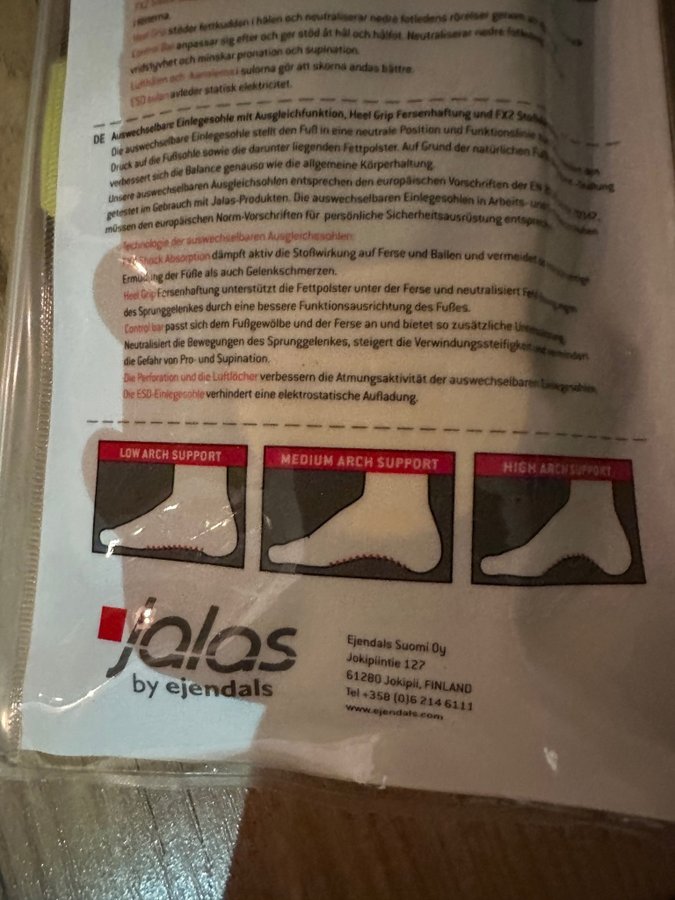 i fötterna.
Heel Grip stöder fettkudden i hälen och neutraliserar nedre fotledens rörelser genom
Control Bar anpassar sig efter och ger stöd åt hål och hålfot. Neutraliserar nedre
vridstyvhet och minskar pronation och supination.
i sulorna gör att skorna andas bättre.
avleder statisk elektricitet.
DE Auswechselbare Einlegesohle mit Ausgleichfunktion, Heel Grip Fersenhaftung und FX2
Die auswechselbare Einlegesohle stellt den Fuß in eine neutrale Position und Funktionslinie
Druck auf die Fußsohle sowie die darunter liegenden Fettpolster. Auf Grund der natürlichen
verbessert sich die Balance genauso wie die allgemeine Körperhaltung.
Unsere auswechselbaren Ausgleichsohlen entsprechen den europäischen Vorschriften der EN
getestet im Gebrauch mit Jalas-Produkten. Die auswechselbaren Einlegesohlen in Arbeits-
müssen den europäischen Norm-Vorschriften für persönliche Sicherheitsausrüstung
Technologie der auswechselbaren Ausgleichssohlen:
FX2 Shock Absorption dämpft aktiv die Stoßwirkung auf Ferse und Ballen und vermeidet
Ermüdung der Füße als auch Gelenkschmerzen.
Heel Grip Fersenhaftung unterstützt die Fettpolster unter der Ferse und neutralisiert
des Sprunggelenkes durch eine bessere Funktionsausrichtung des Fußes.
Control bar passt sich dem Fußgewölbe und der Ferse an und bietet so zusätzliche Unterstützung.
Neutralisiert die Bewegungen des Sprunggelenkes, steigert die Verwindungssteifigkeit und vermindert
die Gefahr von Pro- und Supination.
Die Perforation und die Luftlöcher verbessern die Atmungsaktivität der auswechselbaren Einlegesohlen.
Die ESD-Einlegesohle verhindert eine elektrostatische Aufladung.
LOW ARCH SUPPORT
MEDIUM ARCH SUPPORT
HIGH ARCH SUPPORT
jalas
by ejendals
Ejendals Suomi Oy
Jokipiintie 127
61280 Jokipii, FINLAND
Tel +358 (0)6 214 6111
www.ejendals.com